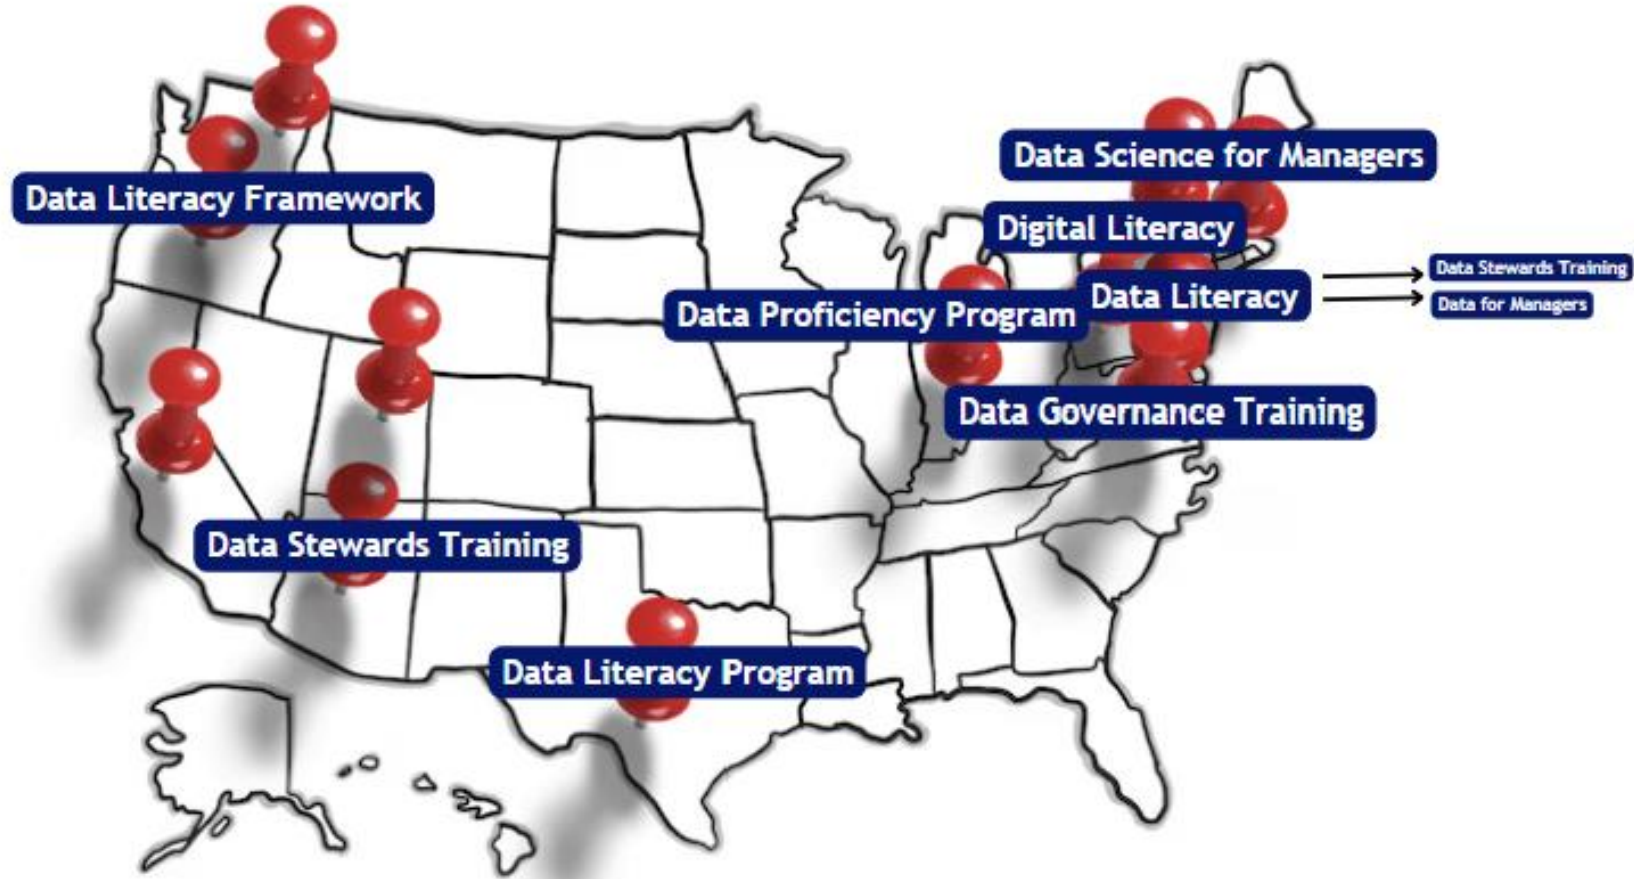 Data Science for Managers
Data Literacy Framework
Digital Literacy
Data Stewards Training
Data Literacy
Data for Managers
Data Proficiency Program
Data Governance Training
Data Stewards Training
Data Literacy Program